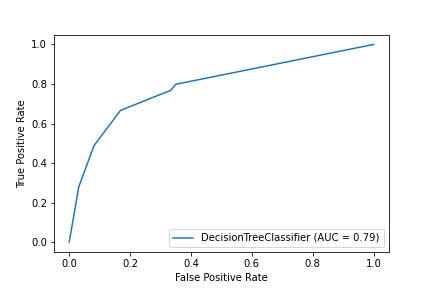 1.0
0.8
0.6
0.4
0.2
0.0
True Positive Rate
DecisionTreeClassifier (AUC = 0.79)
0.0 0.2 0.4 0.6 0.8 1.0
False Positive Rate